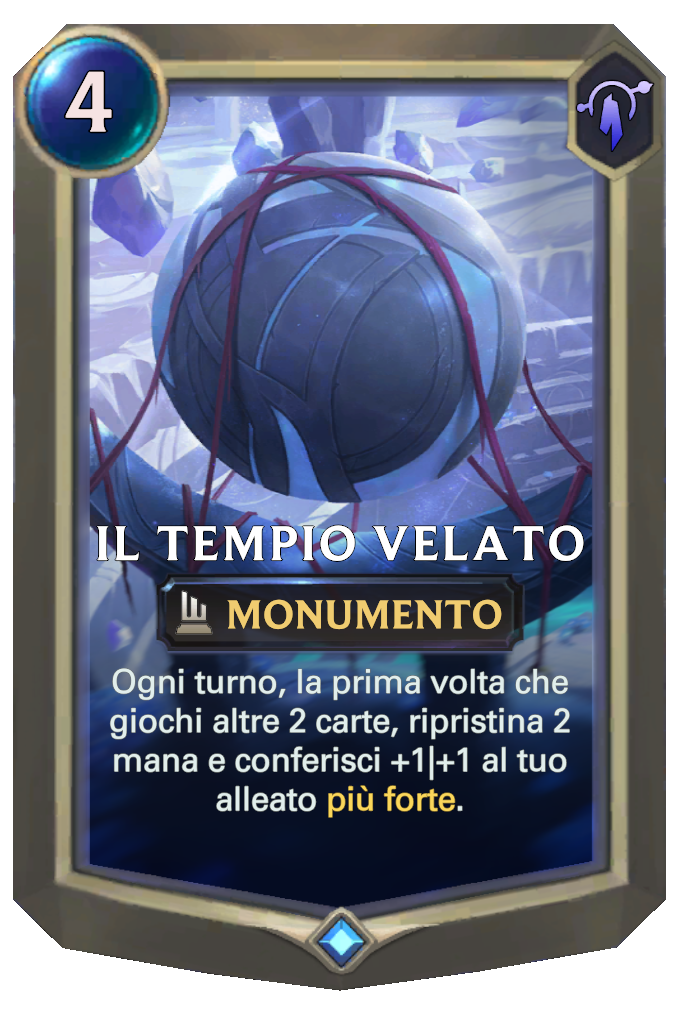 4
IL TEMPIO VELATO
MONUMENTO
Ogni turno, la prima volta che
giochi altre 2 carte, ripristina 2
mana e conferisci +1|+1 al tuo
alleato più forte.